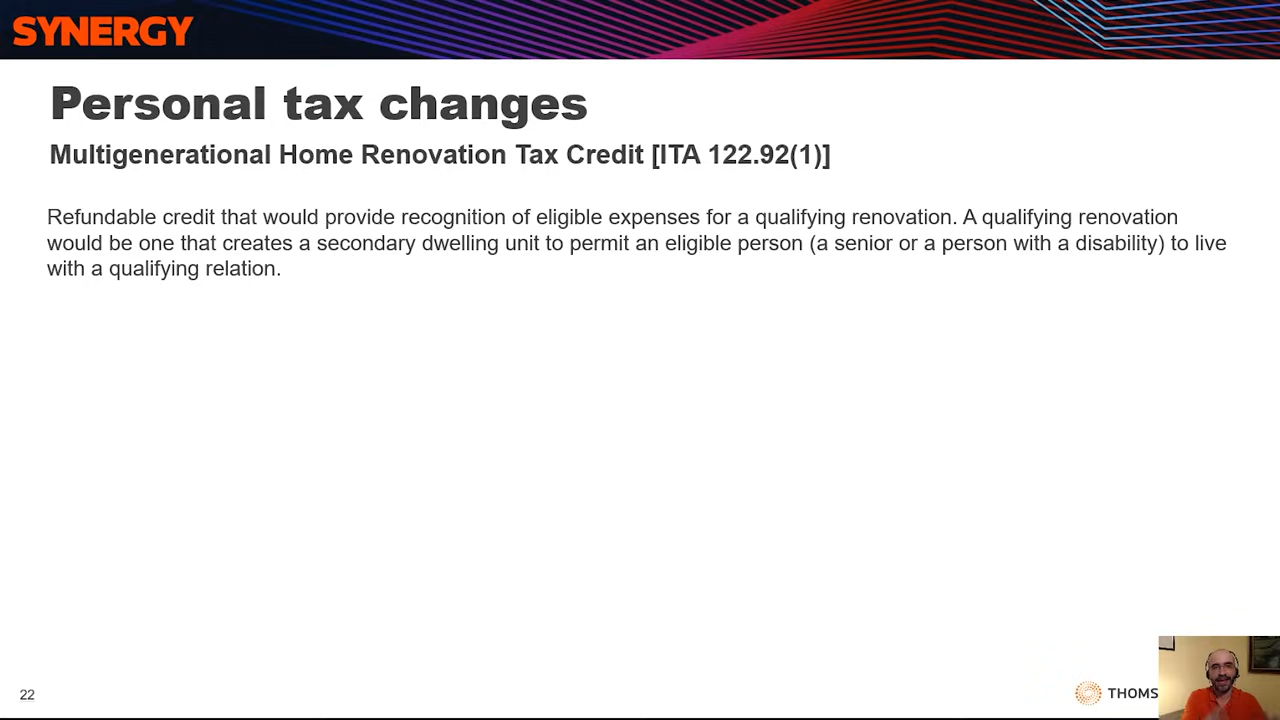 SYNERGY
Personal tax changes
Multigenerational Home Renovation Tax Credit [ITA 122.92(1)]
Refundable credit that would provide recognition of eligible expenses for a qualifying renovation. A qualifying renovation
would be one that creates a secondary dwelling unit to permit an eligible person (a senior or a person with a disability) to live
with a qualifying relation.
22
THOMS